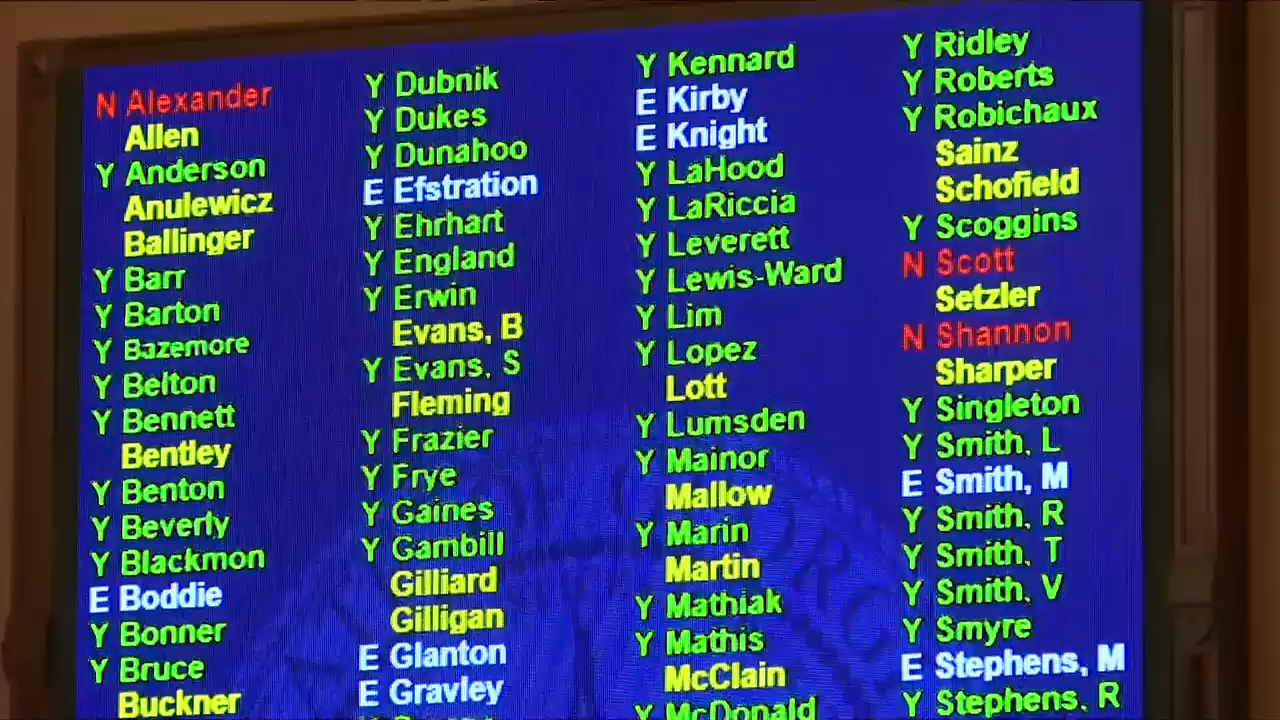 N Alexander
Allen
Y Anderson
Anulewicz
Ballinger
Y Barr
Y Barton
Y Bazemore
Y Belton
Y Bennett
Bentley
Y Benton
Y Beverly
Y Blackmon
E Boddie
Y Bonner
Y Bruce
Buckner
Y Dubnik
Y Dukes
Y Dunahoo
E Efstration
Y Ehrhart
Y England
Y Erwin
Evans, B
Y Evans, S
Fleming
Y Frazier
Y Frye
Y Gaines
Y Gambill
Gilliard
Gilligan
E Glanton
E Gravley
Y Kennard
E Kirby
E Knight
Y LaHood
Y LaRiccia
Y Leverett
Y Lewis-Ward
Y Lim
Y Lopez
Lott
Y Lumsden
Y Mainor
Mallow
Y Marin
Martin
Y Mathiak
Y Mathis
McClain
Y McDonald
Y Ridley
Y Roberts
Y Robichaux
Sainz
Schofield
Y Scoggins
N Scott
Setzler
N Shannon
Sharper
Y Singleton
Y Smith, L
E Smith, M
Y Smith, R
Y Smith, T
Y Smith, V
Y Smyre
E Stephens, M
Y Stephens, R